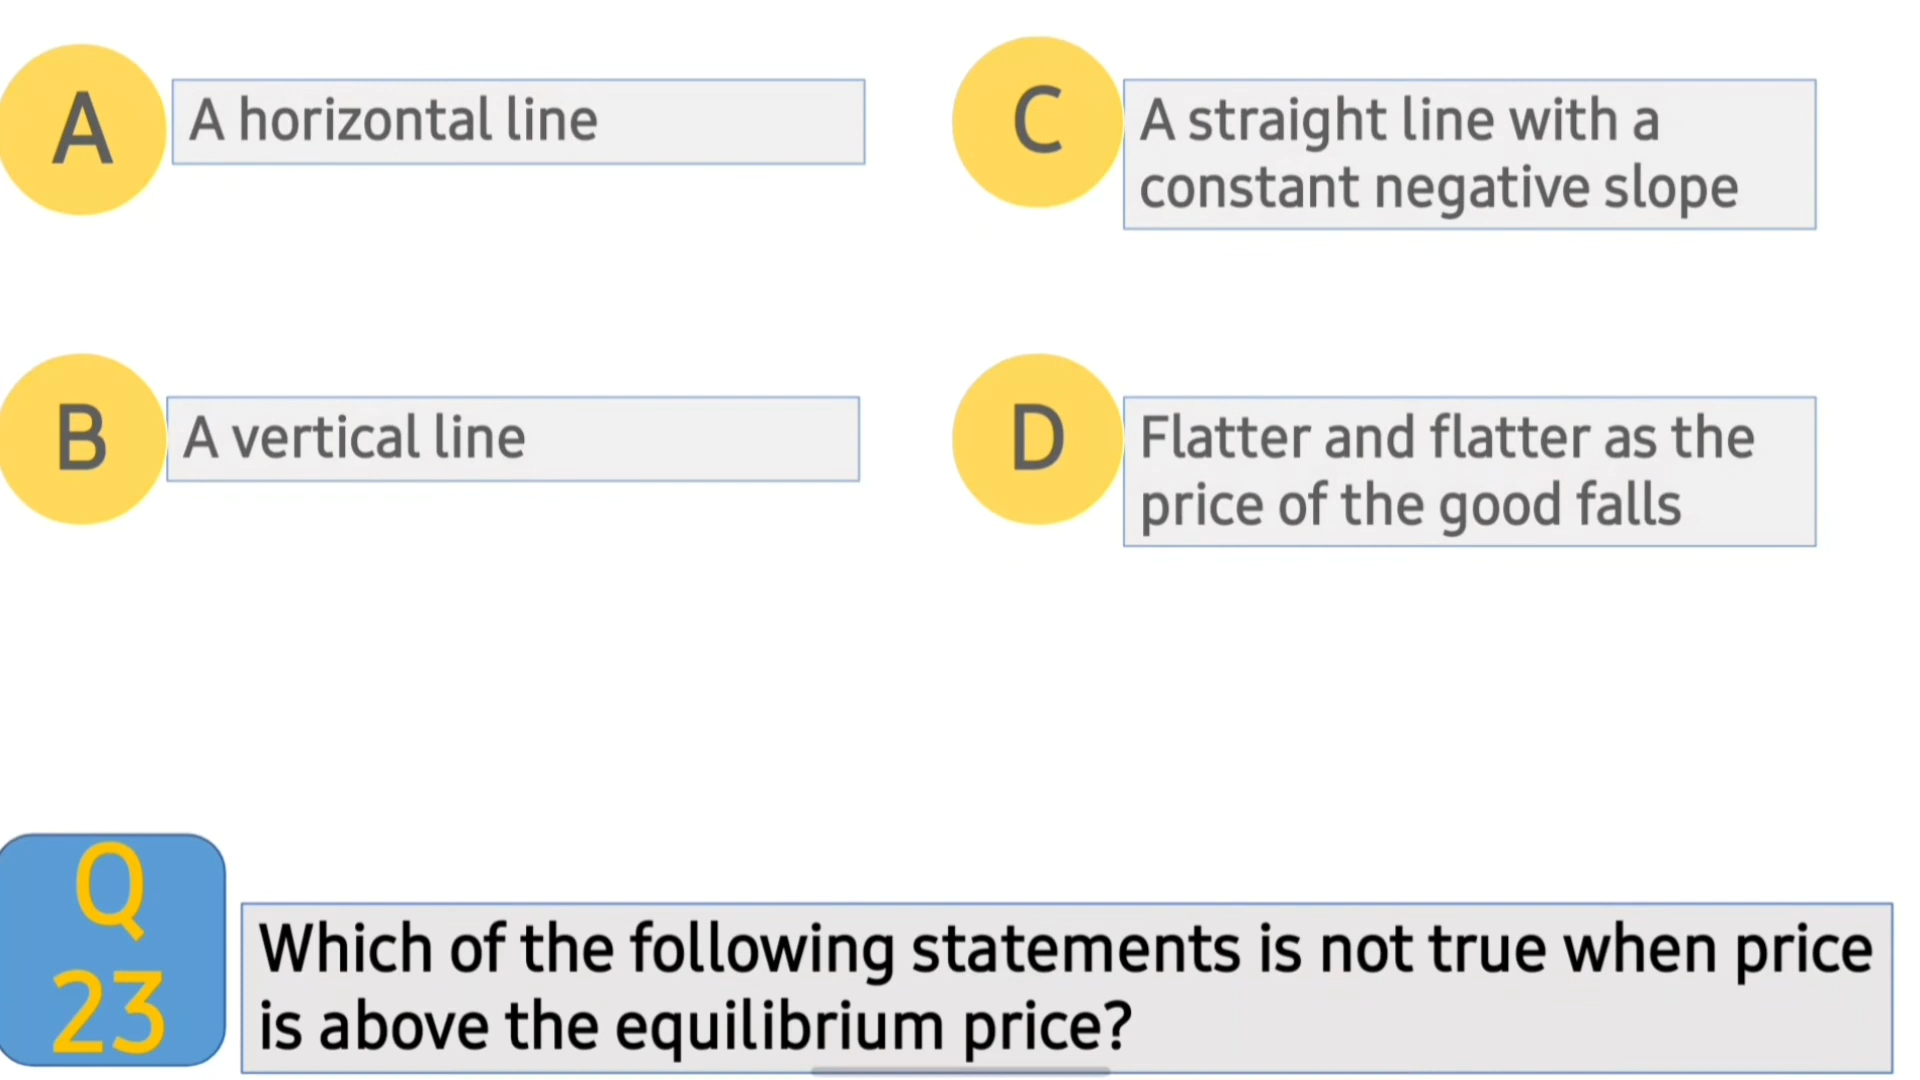 A
A horizontal line
C
A straight line with a
constant negative slope
B
A vertical line
D
Flatter and flatter as the
price of the good falls
Q
23
Which of the following statements is not true when price
is above the equilibrium price?